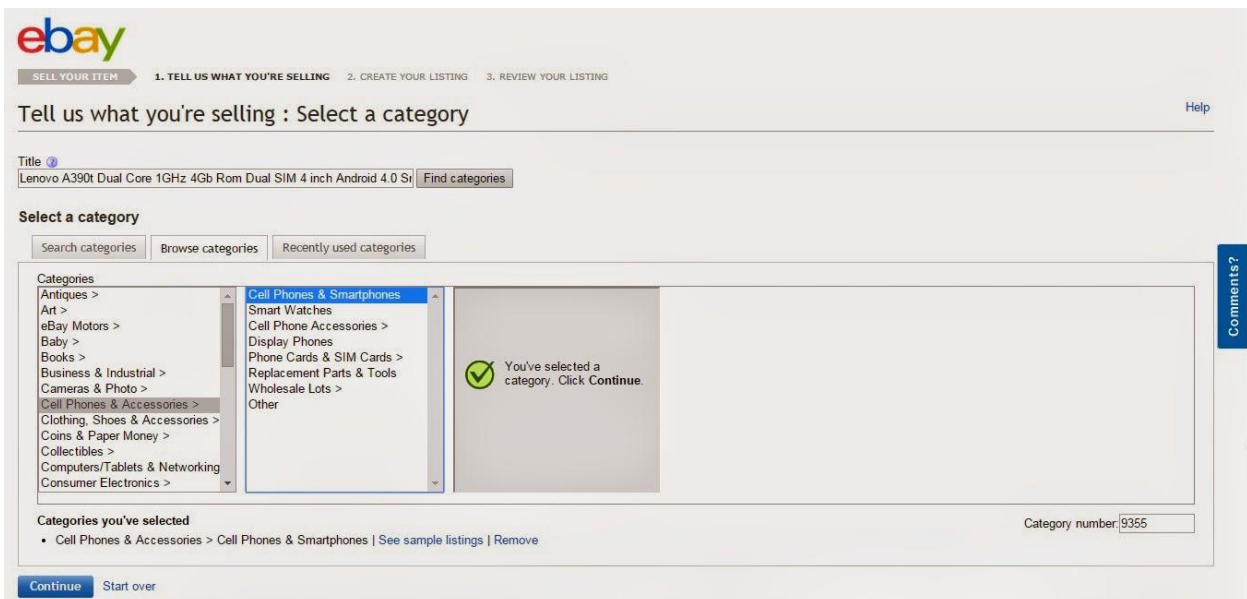 ebay
SELL YOUR ITEM 1. TELL US WHAT YOU'RE SELLING 2. CREATE YOUR LISTING 3. REVIEW YOUR LISTING
Tell us what you're selling : Select a category
Help
Title
Lenovo A390t Dual Core 1GHz 4Gb Rom Dual SIM 4 inch Android 4.0 Find categories
Select a category
Search categories Browse categories Recently used categories
Categories
Antiques >
Art >
eBay Motors >
Baby >
Books >
Business & Industrial >
Cameras & Photo >
Cell Phones & Accessories >
Clothing, Shoes & Accessories >
Coins & Paper Money >
Collectibles >
Computers/Tablets & Networking
Consumer Electronics >
Cell Phones & Smartphones
Smart Watches
Cell Phone Accessories >
Display Phones
Phone Cards & SIM Cards >
Replacement Parts & Tools
Wholesale Lots >
Other
You've selected a
category. Click Continue.
Comments?
Categories you've selected
Category number: 9355
• Cell Phones & Accessories > Cell Phones & Smartphones | See sample listings | Remove
Continue Start over